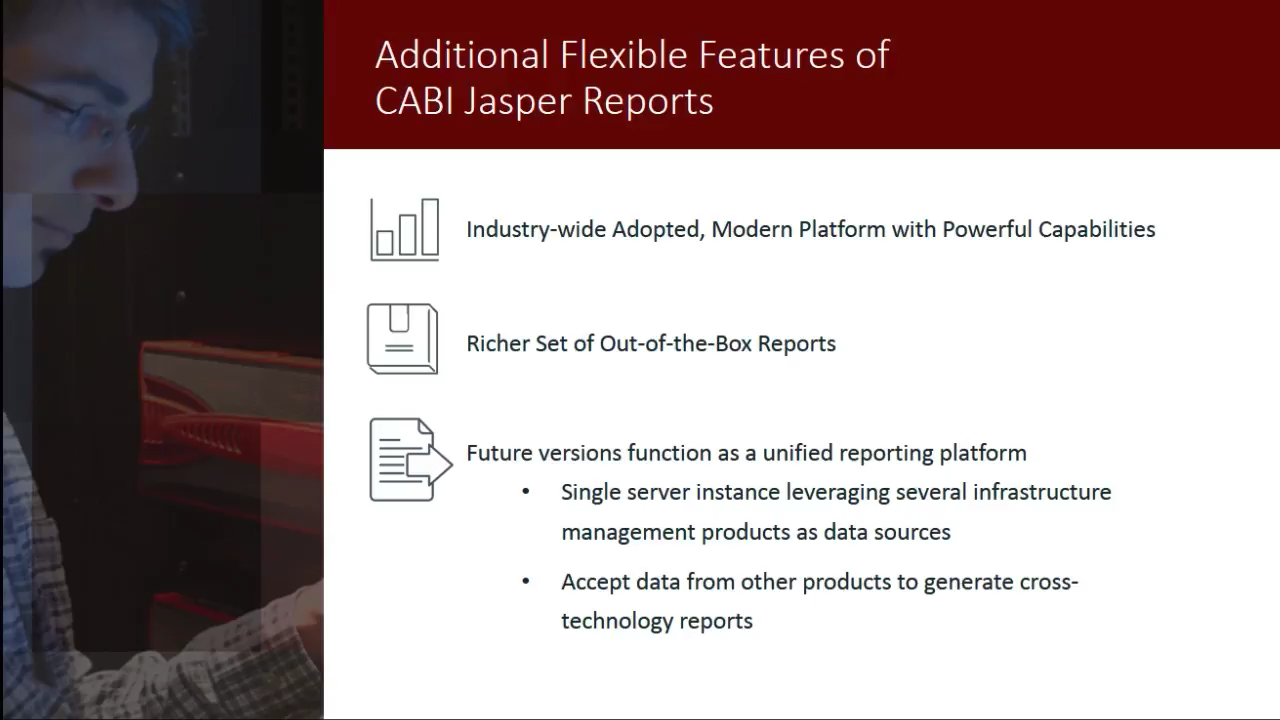 Additional Flexible Features of
CABI Jasper Reports
Industry-wide Adopted, Modern Platform with Powerful Capabilities
Richer Set of Out-of-the-Box Reports
Future versions function as a unified reporting platform
• Single server instance leveraging several infrastructure
management products as data sources
• Accept data from other products to generate cross-
technology reports